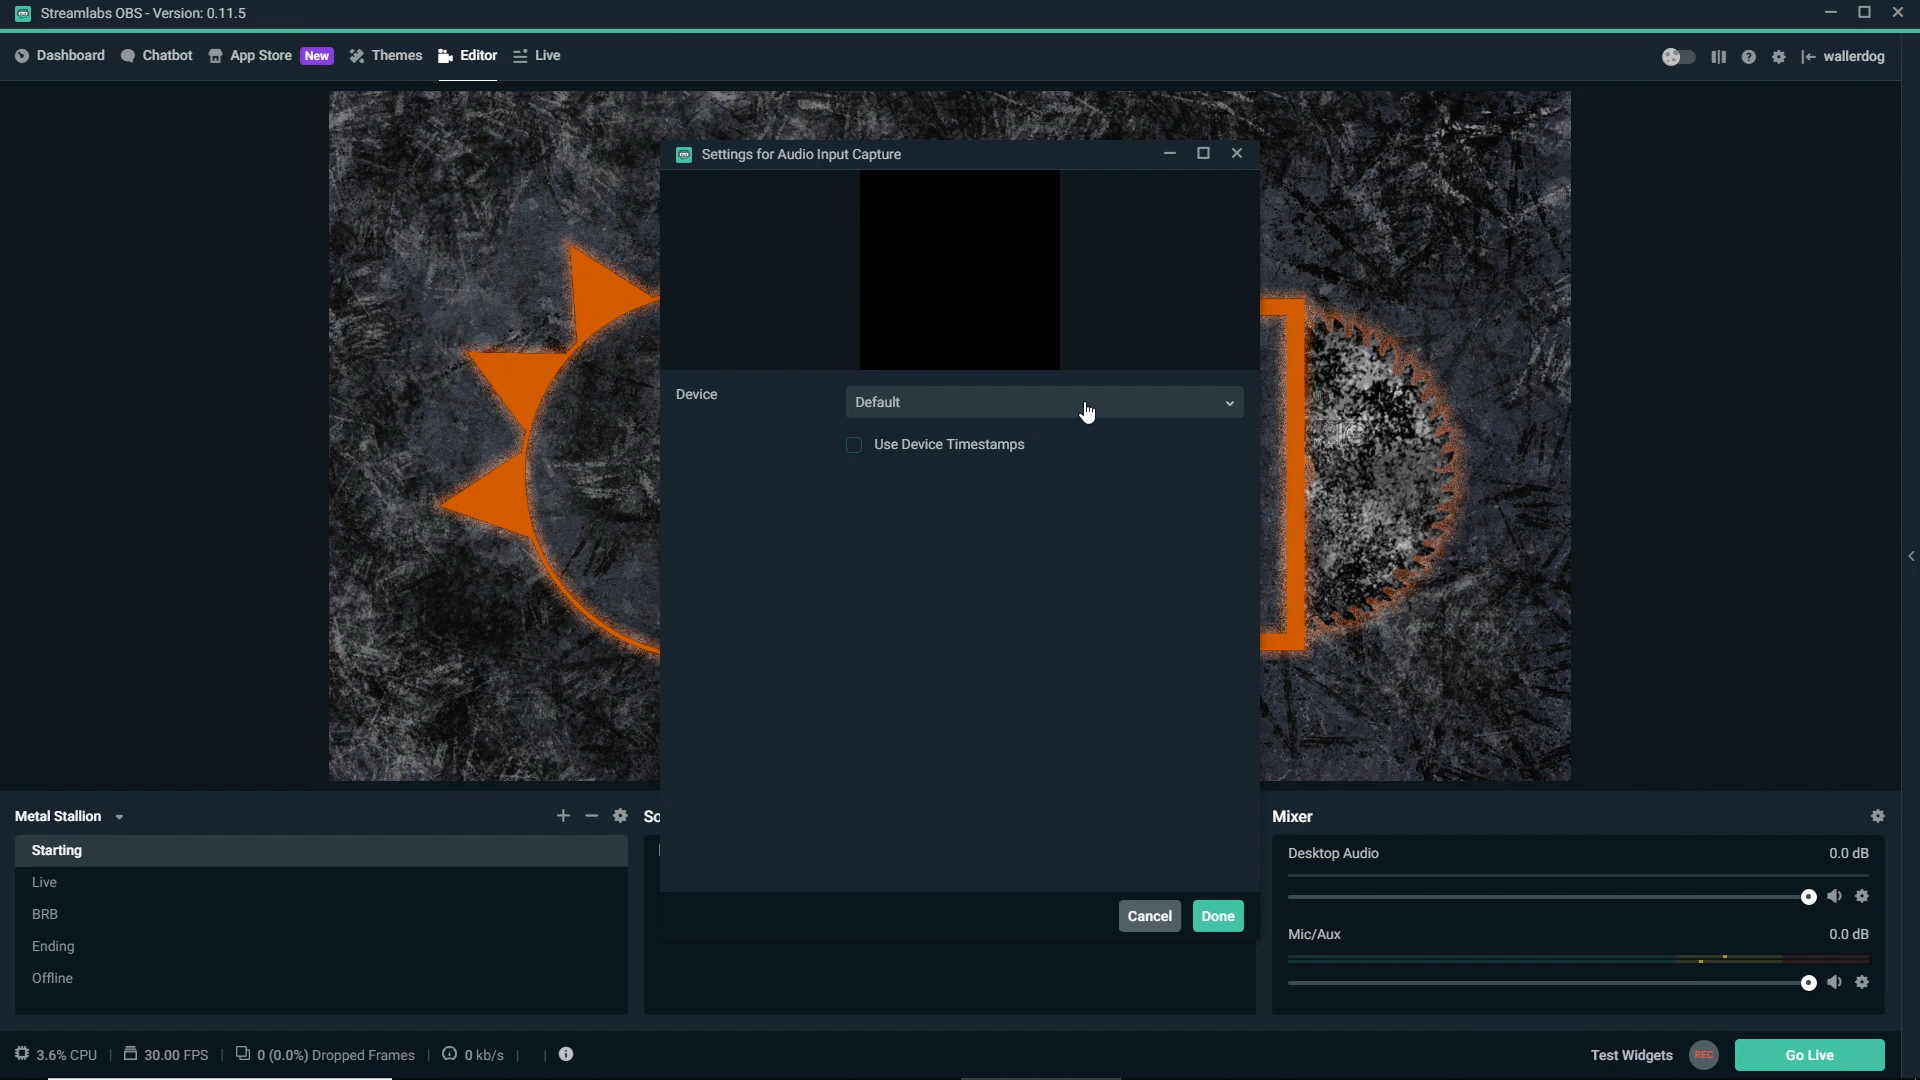 Streamlabs OBS - Version: 0.11.5
Dashboard Chatbot App Store New Themes Editor Live wallerdog
Settings for Audio Input Capture
Device Default
Use Device Timestamps
Cancel Done
Metal Stallion So
Starting
Live
BRB
Ending
Offline
Mixer
Desktop Audio 0.0 dB
Mic/Aux 0.0 dB
3.6% CPU 30.00 FPS 0 (0.0%) Dropped Frames 0 kb/s Test Widgets REC Go Live